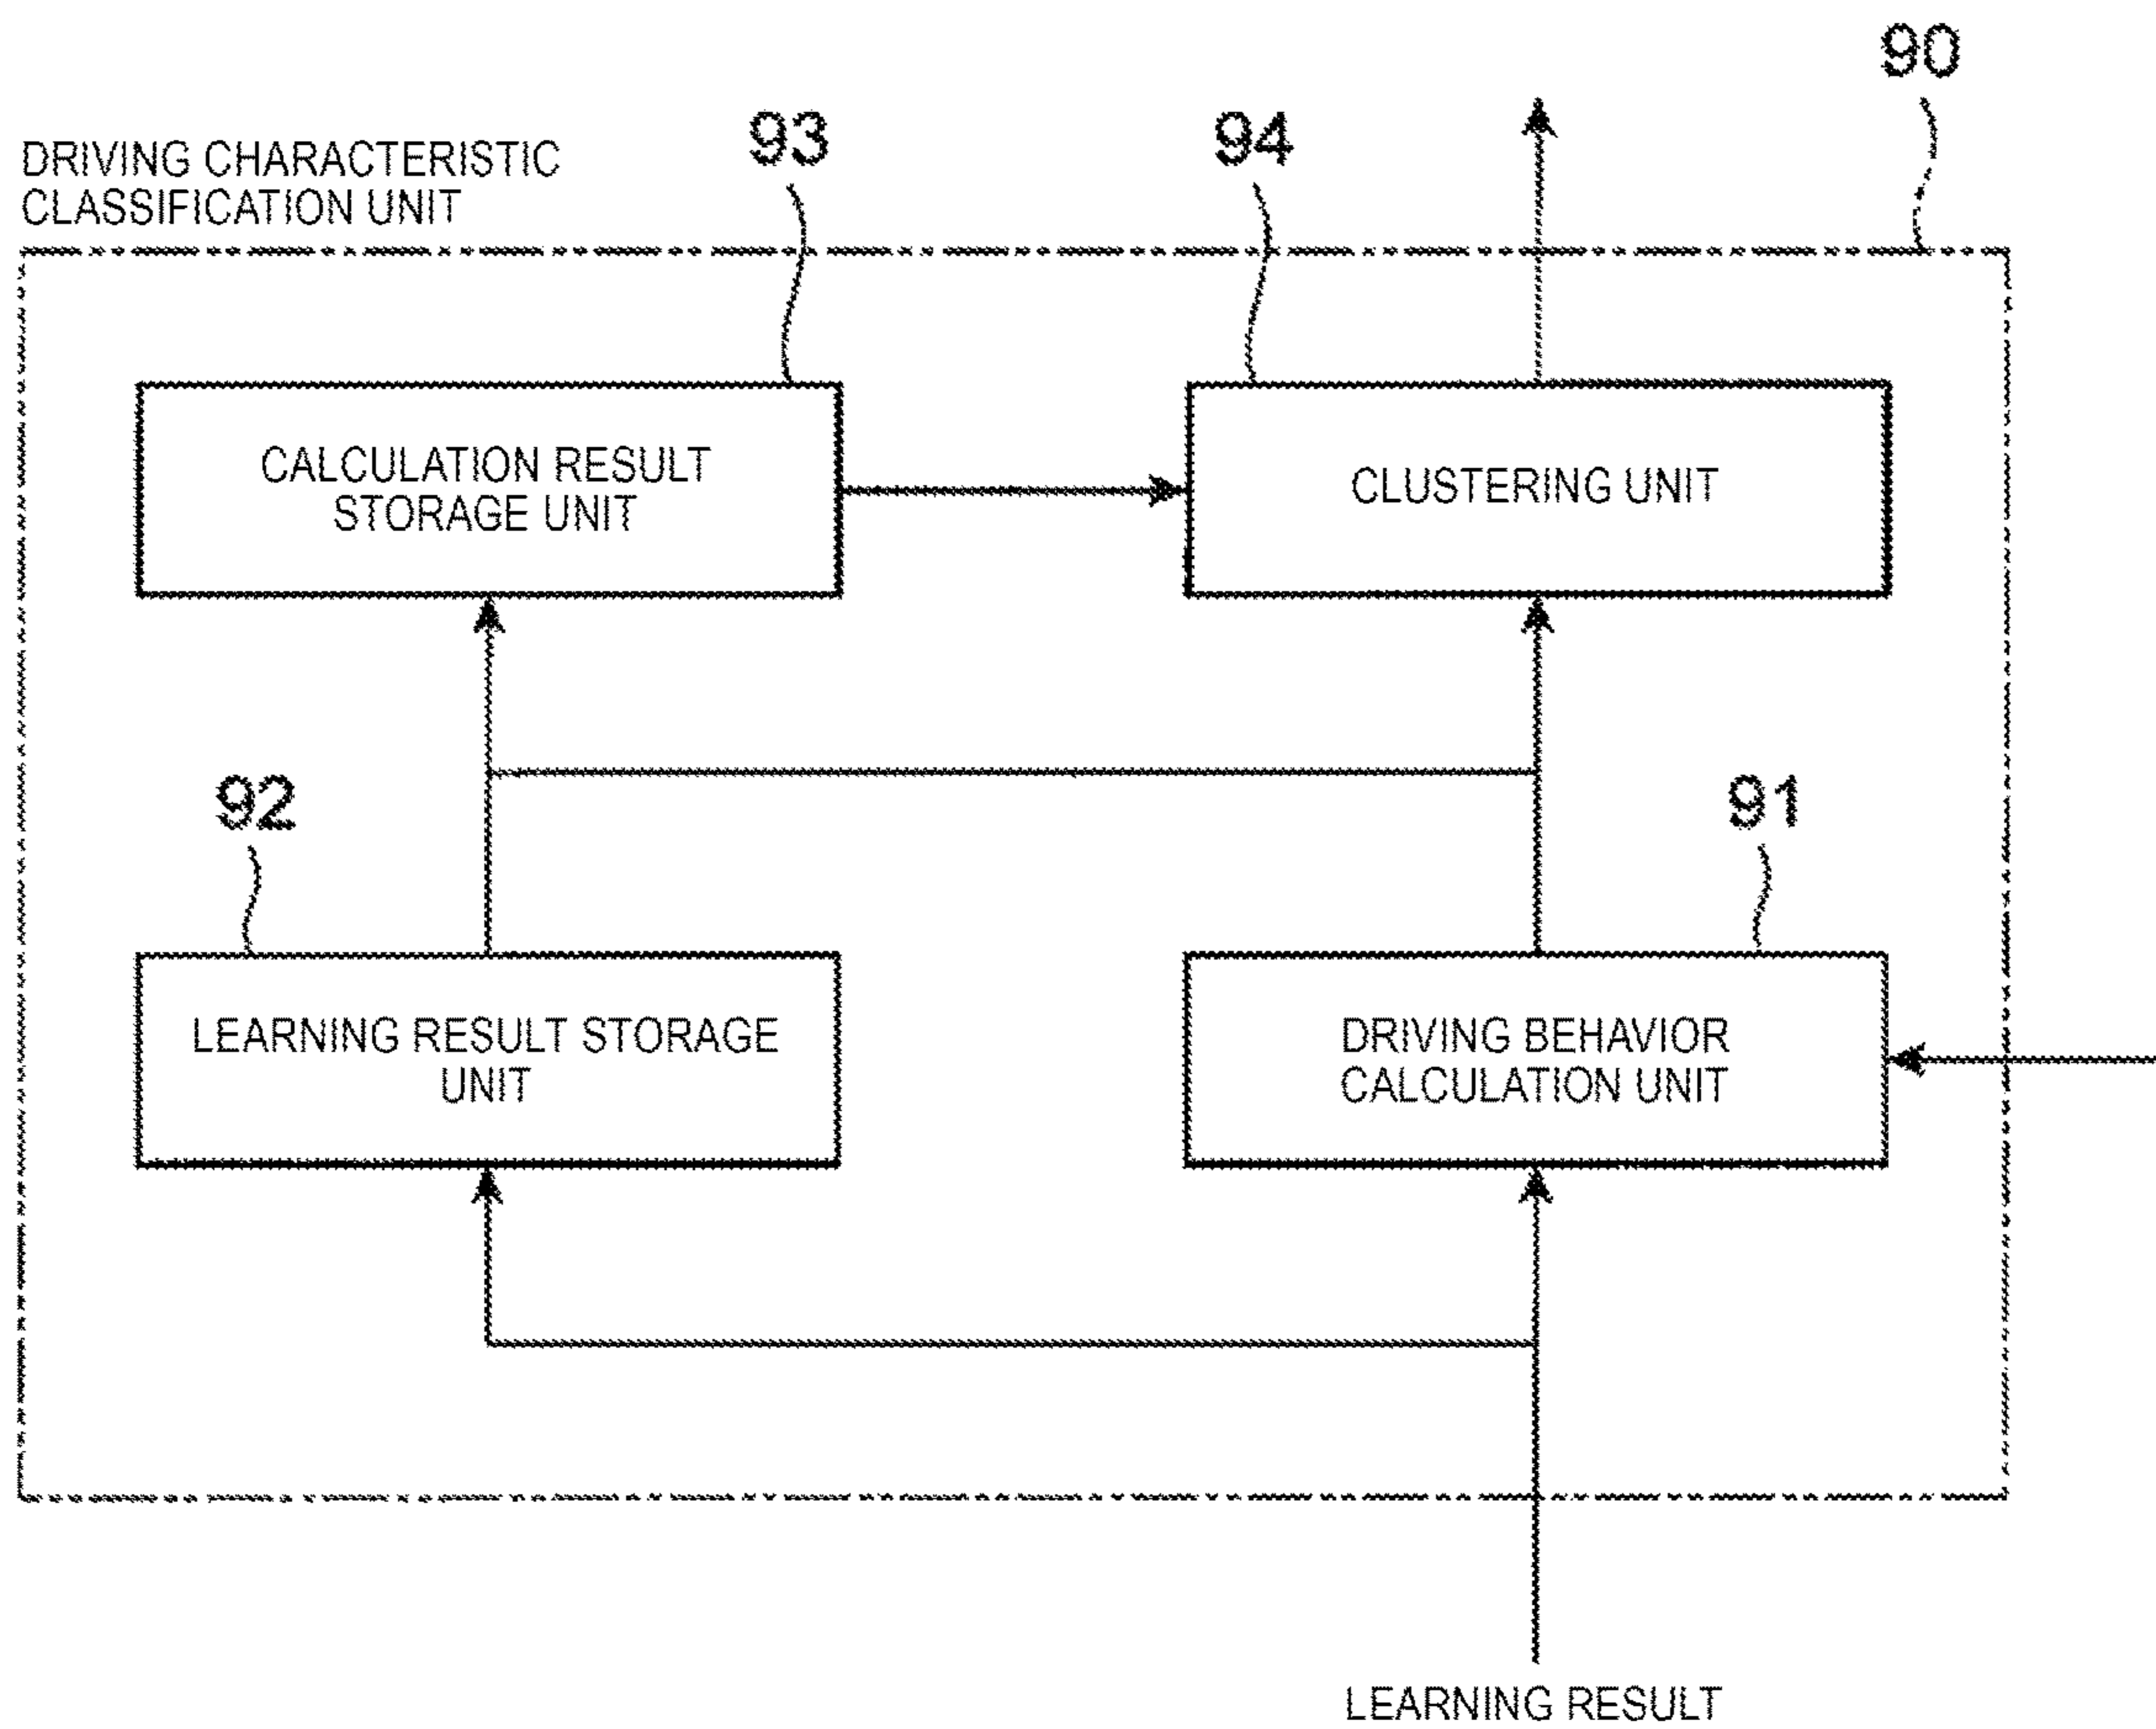 90
93
94
DRIVING CHARACTERISTIC
CLASSIFICATION UNIT
CALCULATION RESULT
STORAGE UNIT
CLUSTERING UNIT
92
91
LEARNING RESULT STORAGE
UNIT
DRIVING BEHAVIOR
CALCULATION UNIT
LEARNING RESULT